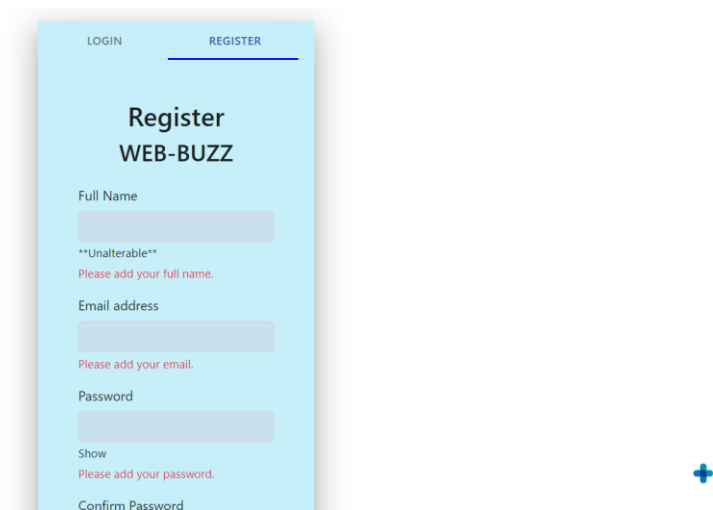 LOGIN REGISTER
Register
WEB-BUZZ
Full Name
**Unalterable**
Please add your full name.
Email address
Please add your email.
Password
Show
Please add your password.
Confirm Password